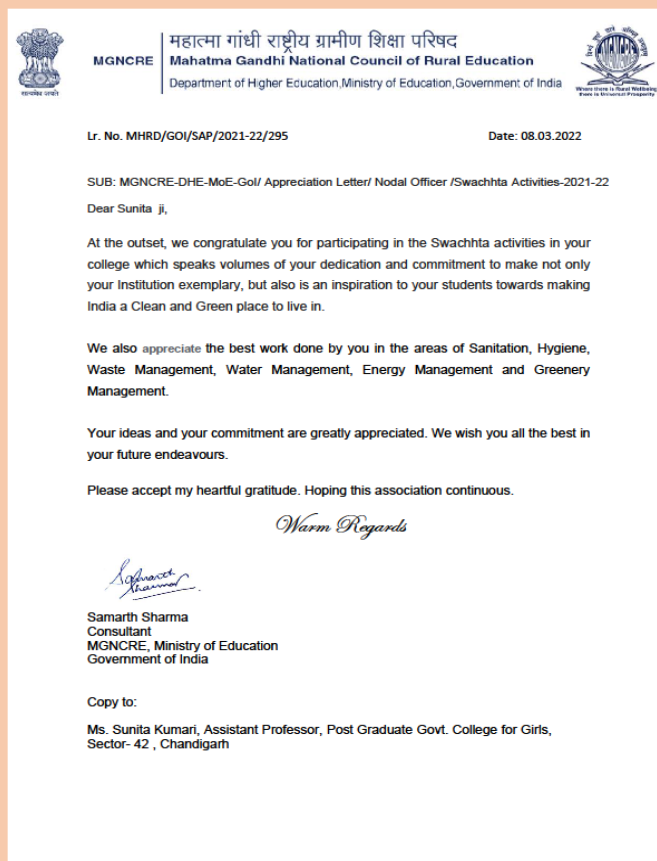 महात्मा गांधी राष्ट्रीय ग्रामीण शिक्षा परिषद
MGNCRE
Mahatma Gandhi National Council of Rural Education
Department of Higher Education,Ministry of Education,Government of India
सत्यमेव जयते
Where there is Rural Wellbeing
there is Universal Prosperity
Lr. No. MHRD/GOI/SAP/2021-22/295 Date: 08.03.2022
SUB: MGNCRE-DHE-MoE-GoI/ Appreciation Letter/ Nodal Officer /Swachhta Activities-2021-22
Dear Sunita ji,
At the outset, we congratulate you for participating in the Swachhta activities in your
college which speaks volumes of your dedication and commitment to make not only
your Institution exemplary, but also is an inspiration to your students towards making
India a Clean and Green place to live in.
We also appreciate the best work done by you in the areas of Sanitation, Hygiene,
Waste Management, Water Management, Energy Management and Greenery
Management.
Your ideas and your commitment are greatly appreciated. We wish you all the best in
your future endeavours.
Please accept my heartful gratitude. Hoping this association continuous.
Warm Regards
Samarth
Sharma
Samarth Sharma
Consultant
MGNCRE, Ministry of Education
Government of India
Copy to:
Ms. Sunita Kumari, Assistant Professor, Post Graduate Govt. College for Girls,
Sector- 42 , Chandigarh